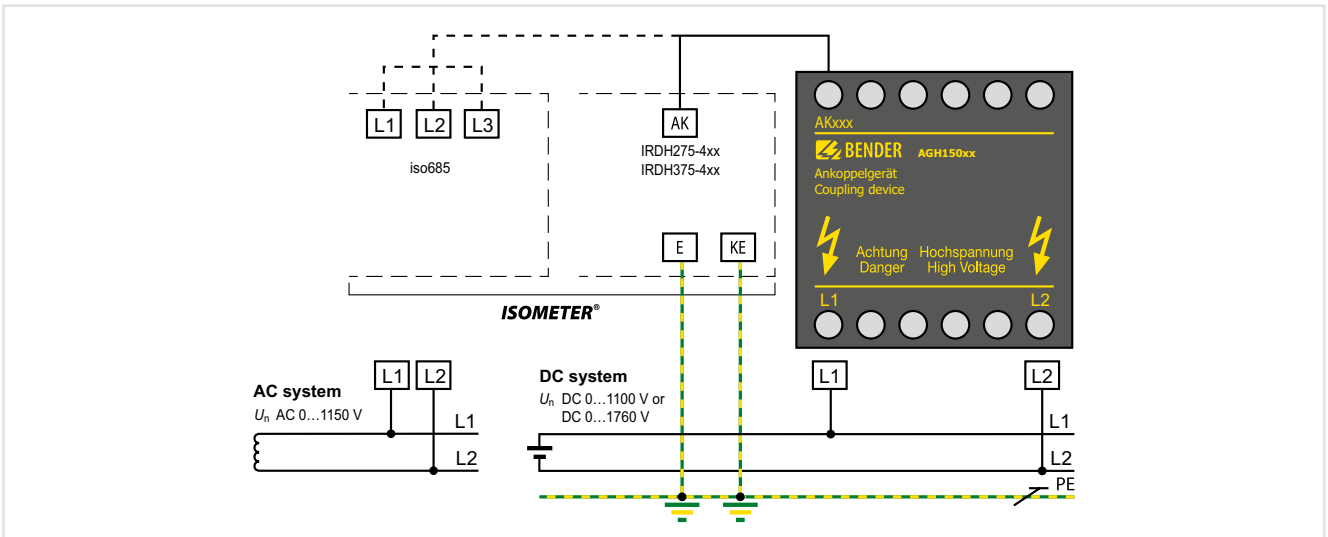 L1 L2 L3
iso685
AK
IRDH275-4xx
IRDH375-4xx
E KE
ISOMETER®
AKxxx
BENDER AGH150xx
Ankoppelgerät
Coupling device
Achtung Hochspannung
Danger High Voltage
L1 L2
AC system
Un AC 0…1150 V
L1 L2
L1
L2
DC system
Un DC 0…1100 V or
DC 0…1760 V
L1 L2
L1
L2
PE